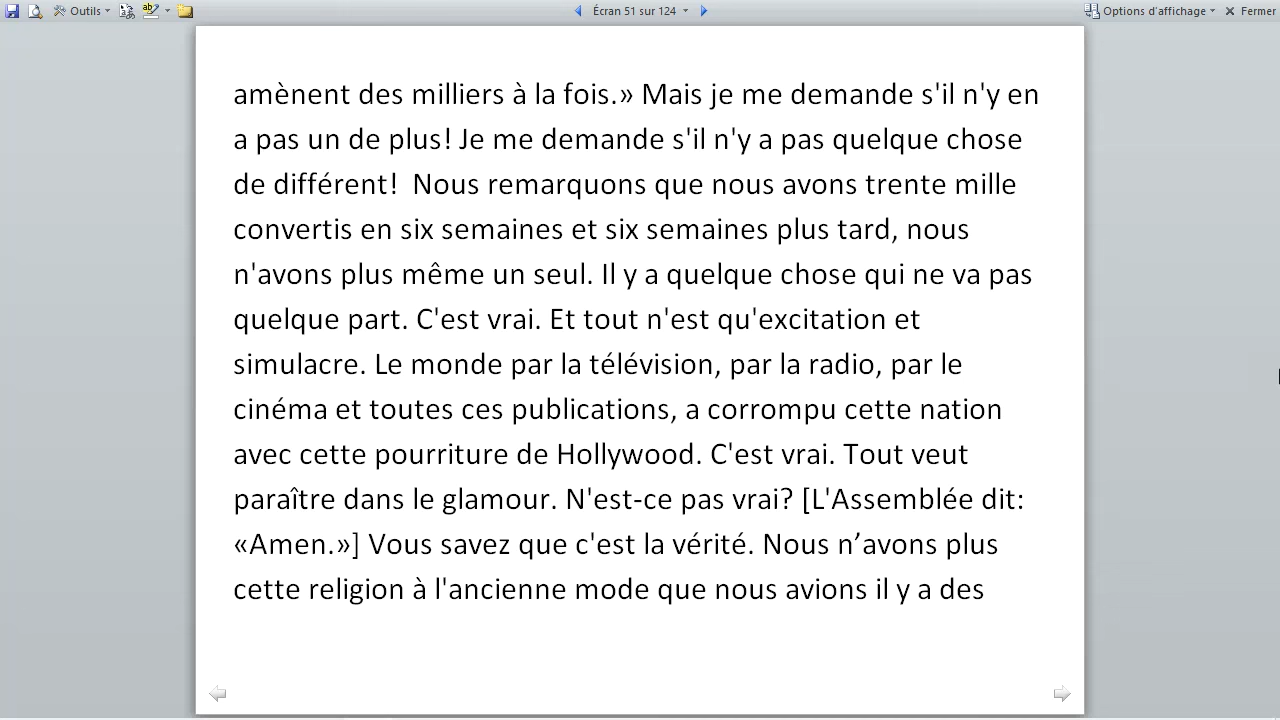 Outils
Écran 51 sur 124
Options d'affichage
Fermer
amènent des milliers à la fois.» Mais je me demande s'il n'y en
a pas un de plus! Je me demande s'il n'y a pas quelque chose
de différent!  Nous remarquons que nous avons trente mille
convertis en six semaines et six semaines plus tard, nous
n'avons plus même un seul. Il y a quelque chose qui ne va pas
quelque part. C'est vrai. Et tout n'est qu'excitation et
simulacre. Le monde par la télévision, par la radio, par le
cinéma et toutes ces publications, a corrompu cette nation
avec cette pourriture de Hollywood. C'est vrai. Tout veut
paraître dans le glamour. N'est-ce pas vrai? [L'Assemblée dit:
«Amen.»] Vous savez que c'est la vérité. Nous n’avons plus
cette religion à l'ancienne mode que nous avions il y a des